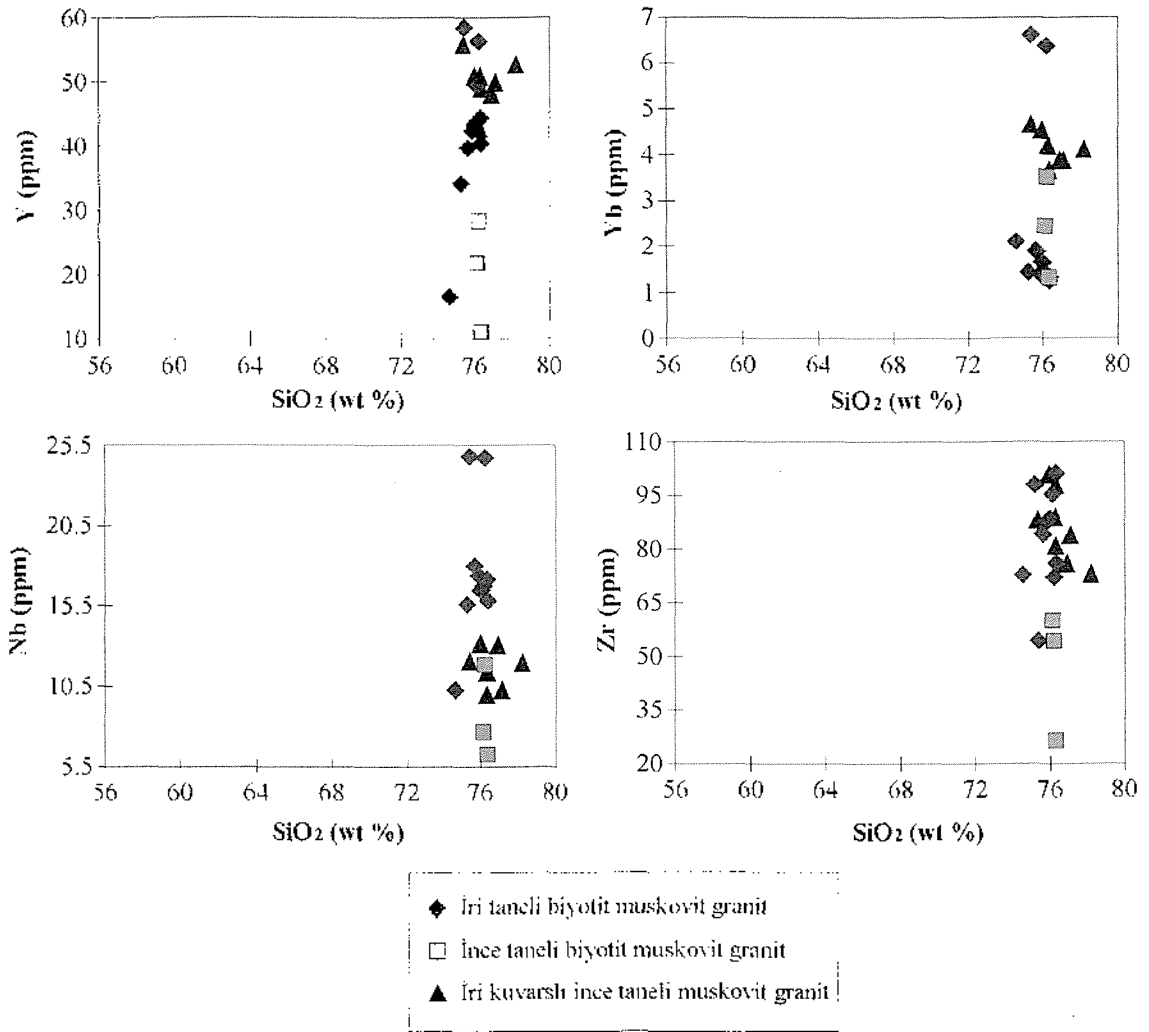 60
50
40
30
20
10
Y (ppm)
56 60 64 68 72 76 80
SiO₂ (wt %)
7
6
5
4
3
2
1
0
Yb (ppm)
56 60 64 68 72 76 80
SiO₂ (wt %)
25.5
20.5
15.5
10.5
5.5
Nb (ppm)
56 60 64 68 72 76 80
SiO₂ (wt %)
110
95
80
65
50
35
20
Zr (ppm)
56 60 64 68 72 76 80
SiO₂ (wt %)
İri taneli biyotit muskovit granit
İnce taneli biyotit muskovit granit
İri kuvarslı ince taneli muskovit granit